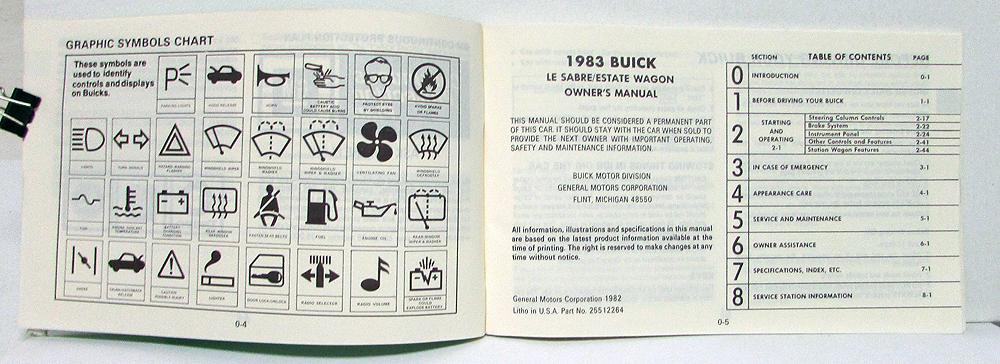 GRAPHIC SYMBOLS CHART
These symbols are
used to identify
controls and displays
on Buicks.
PARKING LIGHTS
HOOD RELEASE
HORN
CAUSTIC
BATTERY ACID
COULD CAUSE BURNS
PROTECT EYES
BY SHIELDING
AVOID SPARKS
OR FLAMES
LIGHTS
TURN SIGNALS
HAZARD WARNING
FLASHER
WINDSHIELD WIPER
WINDSHIELD
WASHER
WINDSHIELD
WIPER & WASHER
VENTILATING FAN
WINDSHIELD
DEFROSTER
FUSE
ENGINE COOLANT
TEMPERATURE
BATTERY
CHARGING
CONDITION
REAR WINDOW
DEFOGGER
FASTEN SEAT BELTS
FUEL
ENGINE OIL
REAR WINDOW
WIPER & WASHER
CHOKE
RELEASE
CAUTION
POSSIBLE INJURY
LIGHTER
DOOR LOCK/UNLOCK
RADIO SELECTOR
RADIO VOLUME
SPARK OR FLAME
COULD
EXPLODE BATTERY
0-4
1983 BUICK
LE SABRE/ESTATE WAGON
OWNER'S MANUAL
THIS MANUAL SHOULD BE CONSIDERED A PERMANENT PART
OF THIS CAR. IT SHOULD STAY WITH THE CAR WHEN SOLD TO
PROVIDE THE NEXT OWNER WITH IMPORTANT OPERATING,
SAFETY AND MAINTENANCE INFORMATION.
BUICK MOTOR DIVISION
GENERAL MOTORS CORPORATION
FLINT, MICHIGAN 48550
All information, illustrations and specifications in this manual
are based on the latest product information available at the
time of printing. The right is reserved to make changes at any
time without notice.
General Motors Corporation 1982
Litho in U.S.A. Part No. 25512264
SECTION TABLE OF CONTENTS PAGE
0 INTRODUCTION 0-1
1 BEFORE DRIVING YOUR BUICK 1-1
2 STARTING AND OPERATING 2-1
Steering Column Controls 2-17
Brake System 2-22
Instrument Panel 2-24
Other Controls and Features 2-41
Station Wagon Features 2-44
3 IN CASE OF EMERGENCY 3-1
4 APPEARANCE CARE 4-1
5 SERVICE AND MAINTENANCE 5-1
6 OWNER ASSISTANCE 6-1
7 SPECIFICATIONS, INDEX, ETC. 7-1
8 SERVICE STATION INFORMATION 8-1
0-5